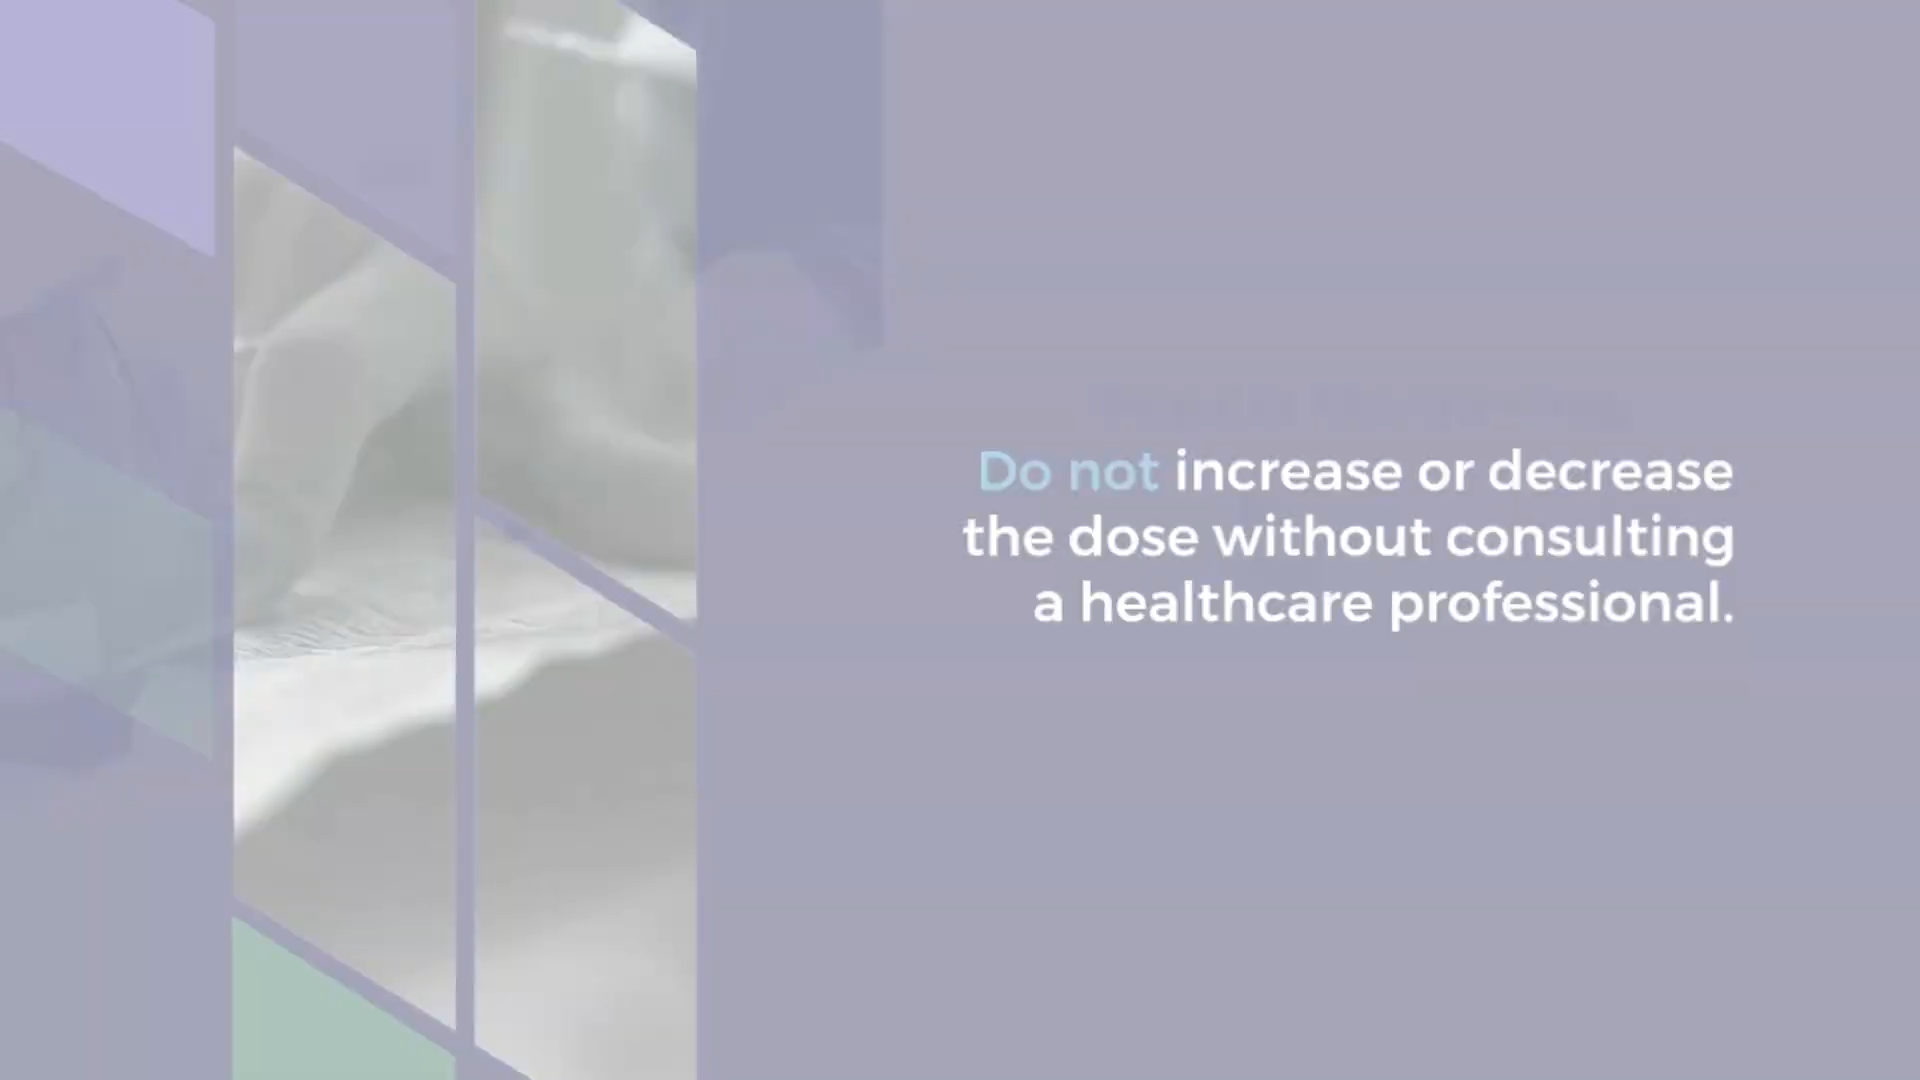 Do not increase or decrease
the dose without consulting
a healthcare professional.